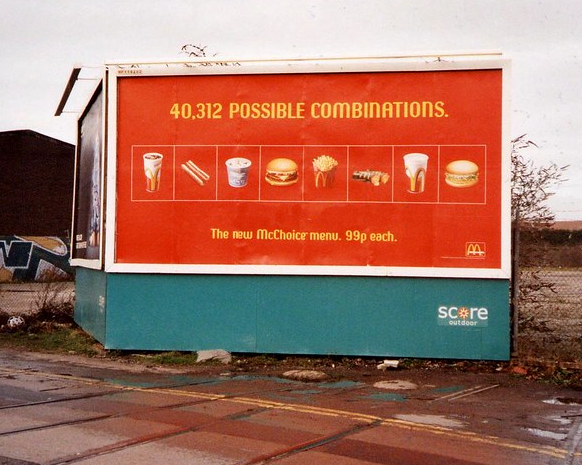 40,312 POSSIBLE COMBINATIONS.
The new McChoice menu. 99p each.
score
outdoor